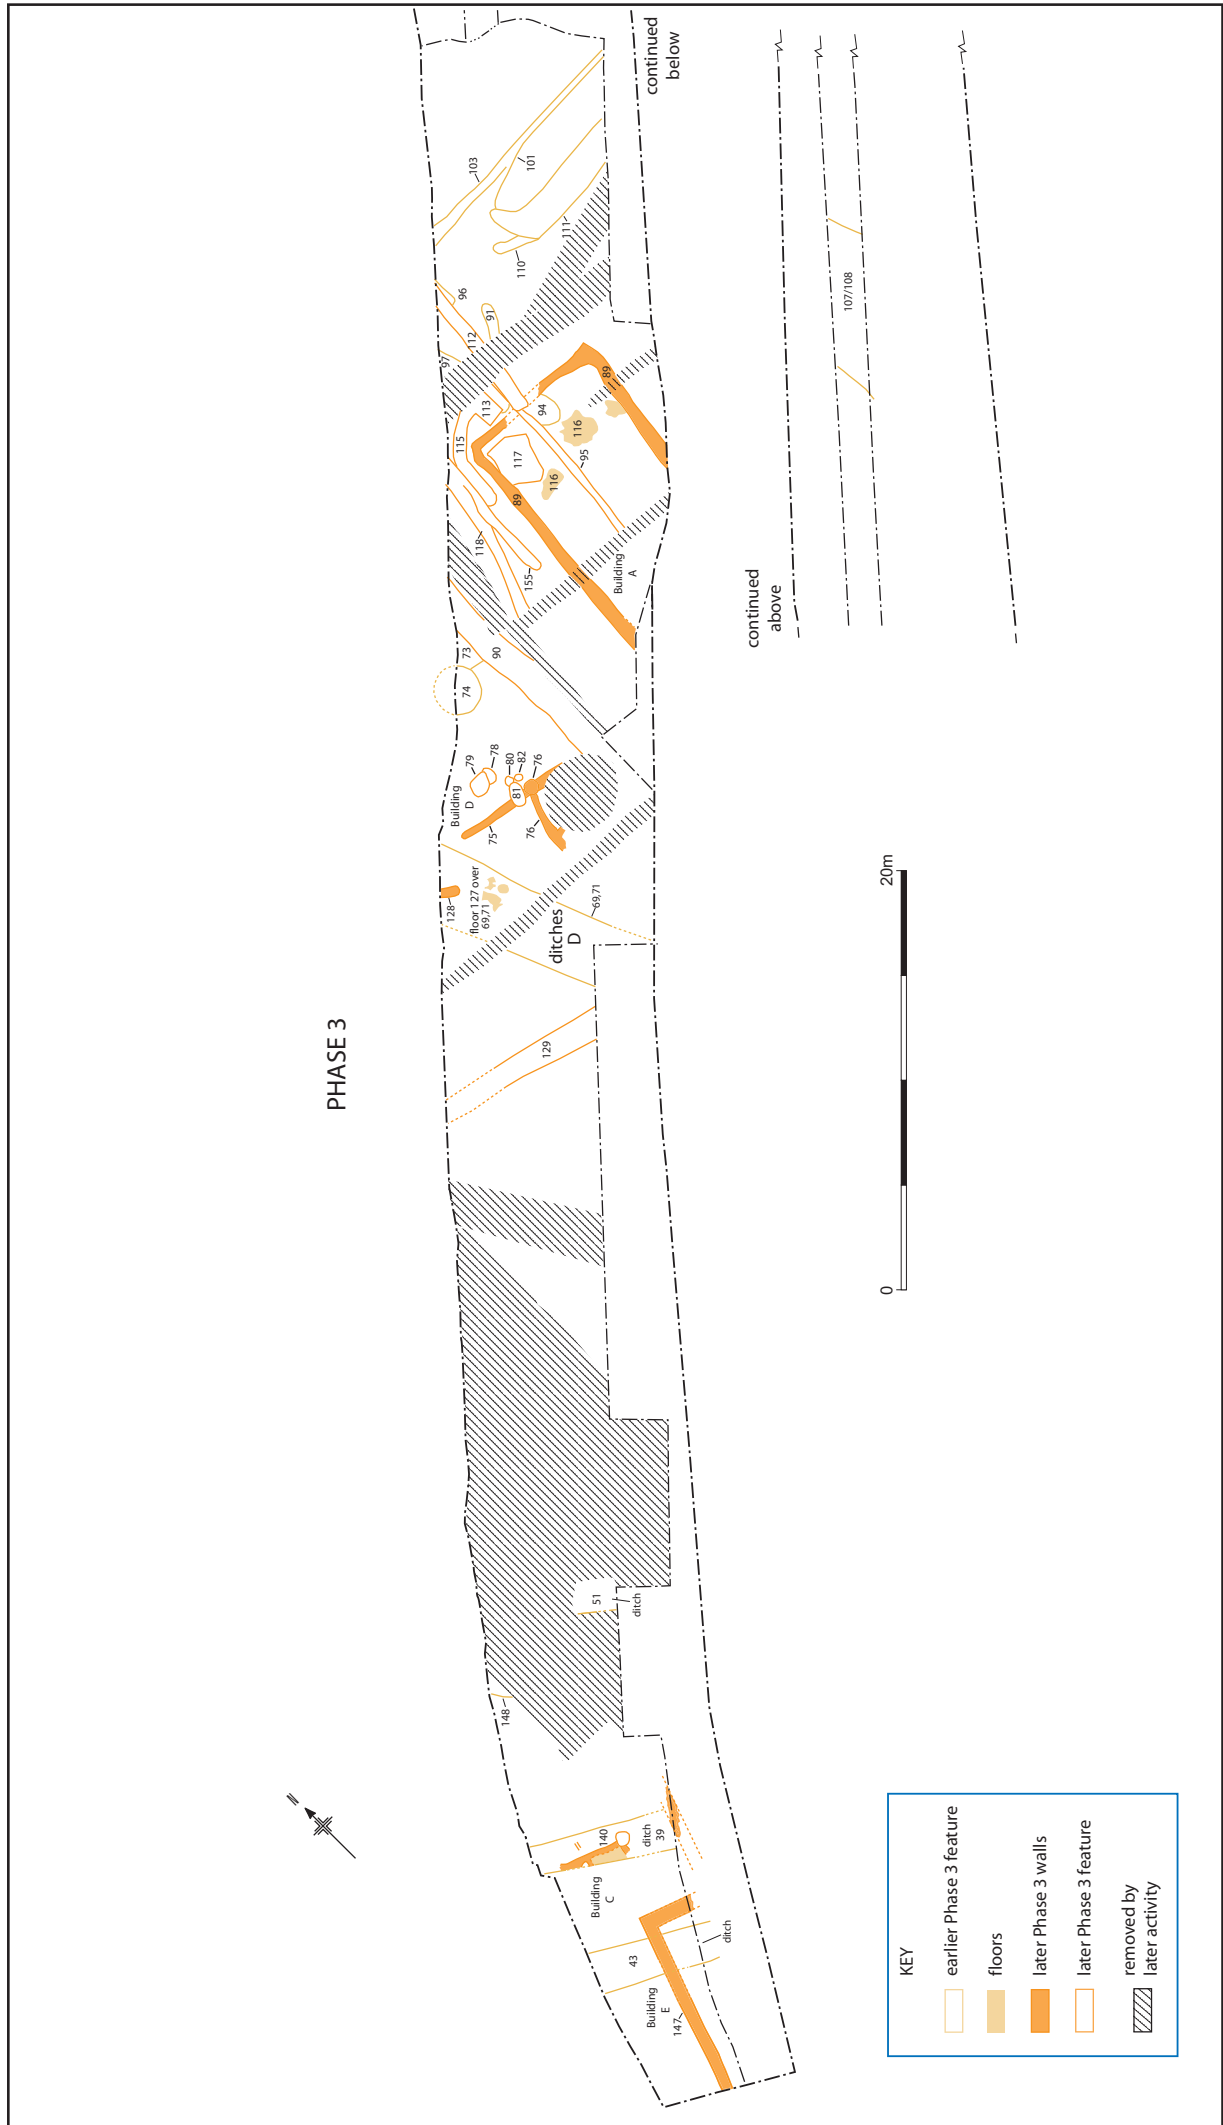 PHASE 3
continued
below
continued
above
103
101
111
110
96
91
112
97
113
115
94
89
116
117
95
116
89
118
155
Building
A
107/108
73
90
74
79
78
80
82
76
81
Building
D
75
76
128
floor 127 over
69,71
69,71
ditches
D
129
51
ditch
148
140
ditch
39
Building
C
43
ditch
Building
E
147
0
20m
KEY
earlier Phase 3 feature
floors
later Phase 3 walls
later Phase 3 feature
removed by
later activity